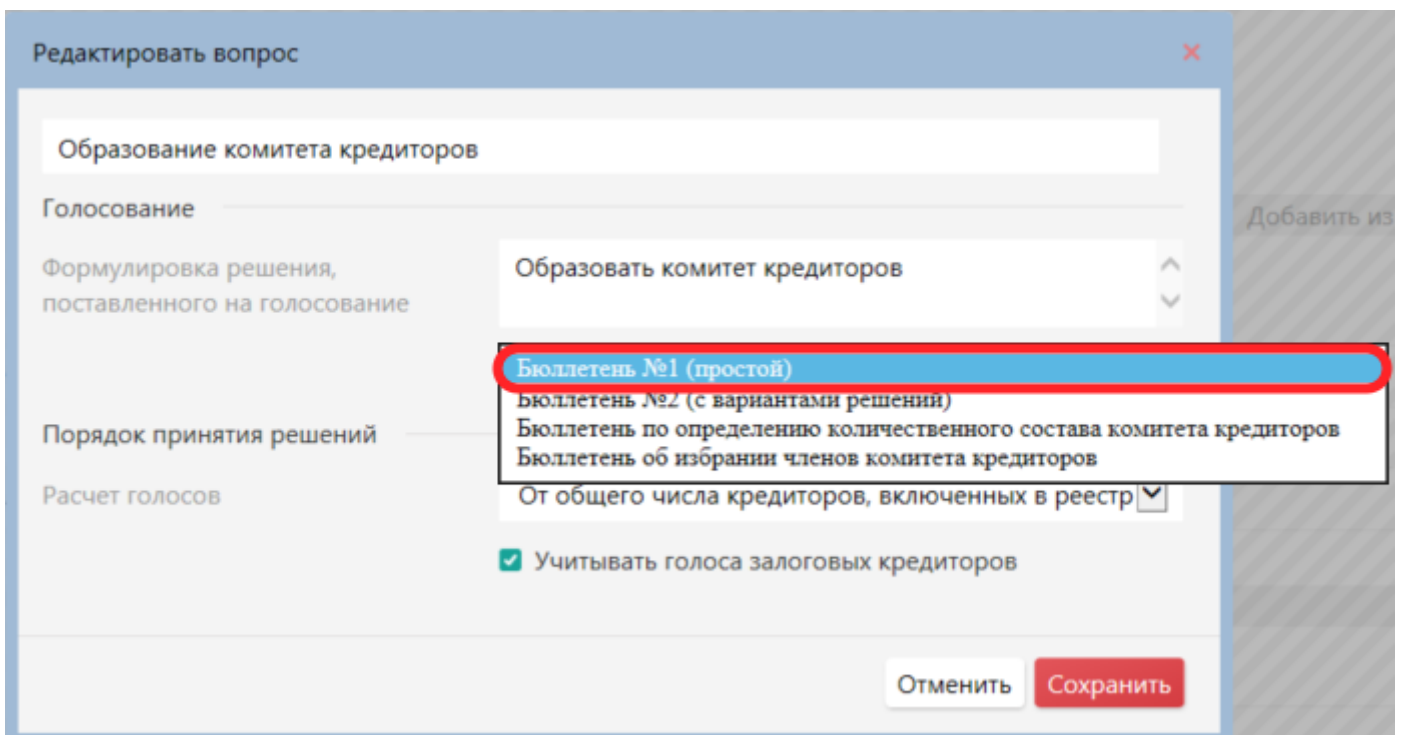 Редактировать вопрос
Образование комитета кредиторов
Голосование
Добавить из
Формулировка решения,
поставленного на голосование
Образовать комитет кредиторов
Бюллетень №1 (простой)
Бюллетень №2 (с вариантами решений)
Бюллетень по определению количественного состава комитета кредиторов
Бюллетень об избрании членов комитета кредиторов
Порядок принятия решений
Расчет голосов
От общего числа кредиторов, включенных в реестр
Учитывать голоса залоговых кредиторов
Отменить
Сохранить